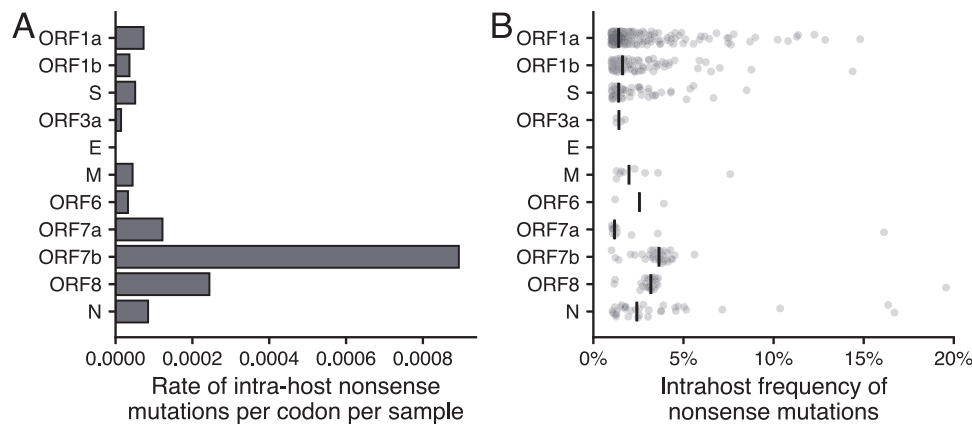 A
ORF1a
ORF1b
S
ORF3a
E
M
ORF6
ORF7a
ORF7b
ORF8
N
0.0000 0.0002 0.0004 0.0006 0.0008
Rate of intra-host nonsense
mutations per codon per sample
B
ORF1a
ORF1b
S
ORF3a
E
M
ORF6
ORF7a
ORF7b
ORF8
N
0% 5% 10% 15% 20%
Intrahost frequency of
nonsense mutations